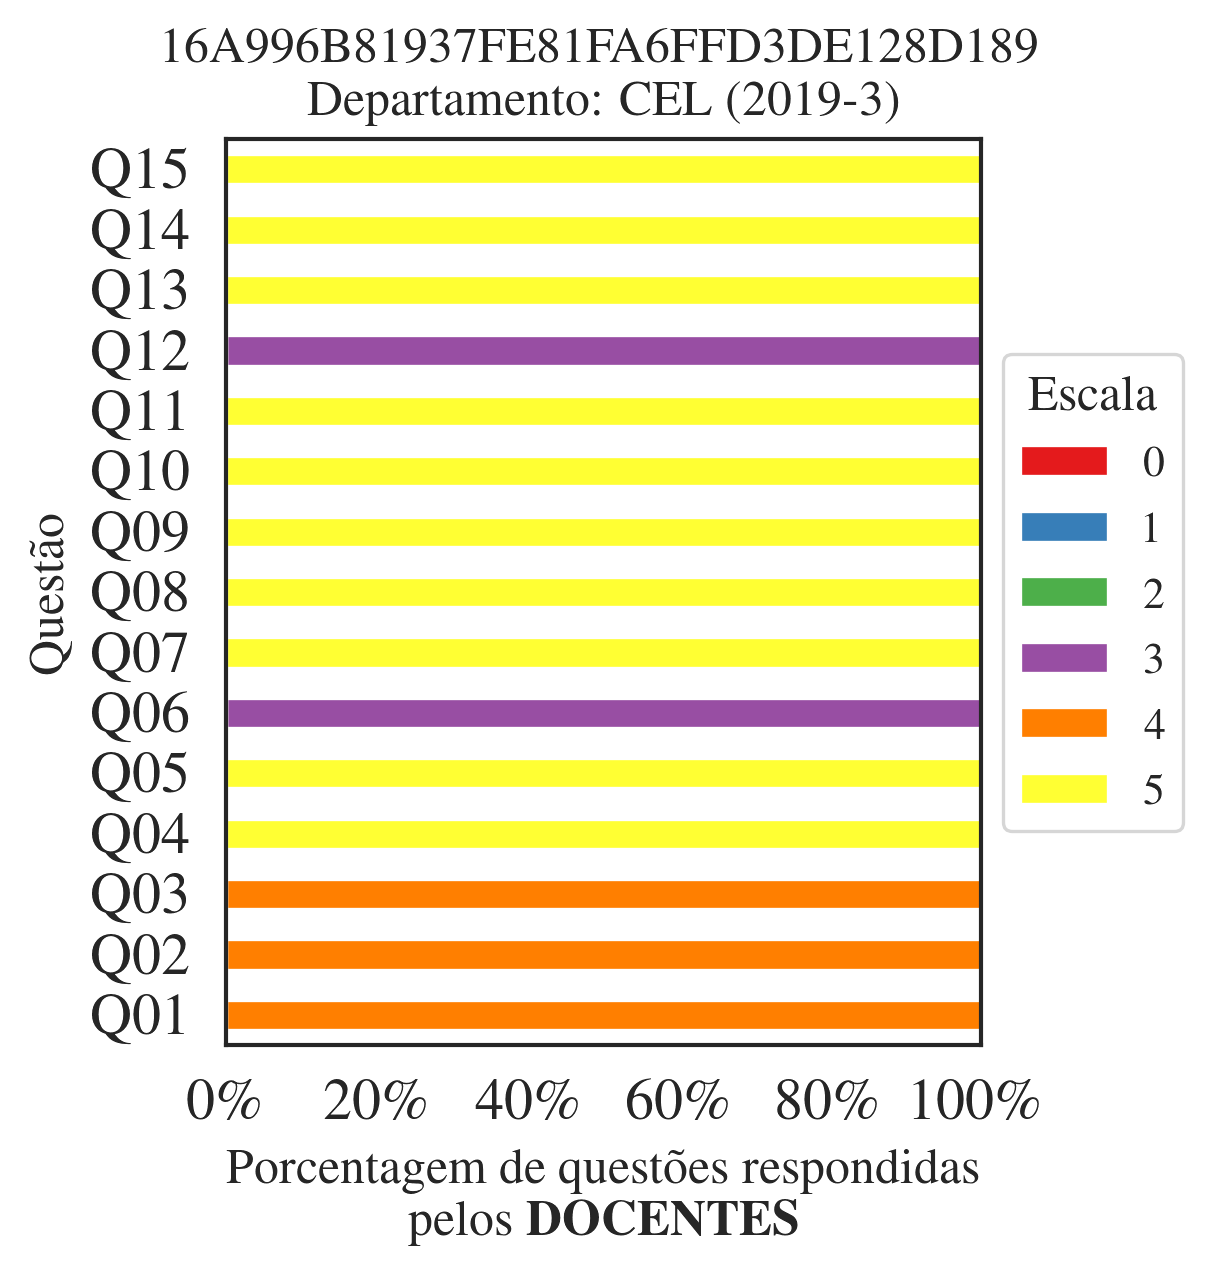 16A996B81937FE81FA6FFD3DE128D189
Departamento: CEL (2019-3)
Questão
Q15
Q14
Q13
Q12
Q11
Q10
Q09
Q08
Q07
Q06
Q05
Q04
Q03
Q02
Q01
0% 20% 40% 60% 80% 100%
Porcentagem de questões respondidas
pelos DOCENTES
Escala
0
1
2
3
4
5